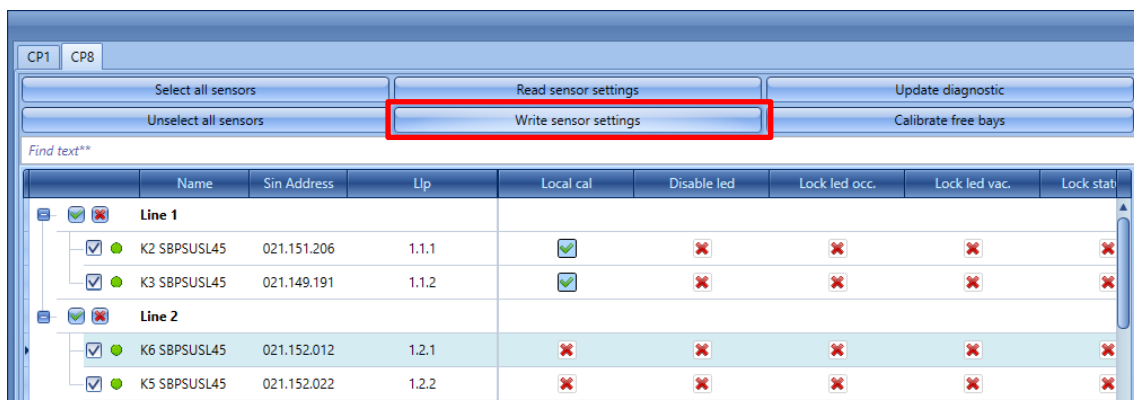 CP1 CP8
Select all sensors Read sensor settings Update diagnostic
Unselect all sensors Write sensor settings Calibrate free bays
Find text**
Name Sin Address Llp Local cal Disable led Lock led occ. Lock led vac. Lock stat
Line 1
K2 SBPSUSL45 021.151.206 1.1.1
K3 SBPSUSL45 021.149.191 1.1.2
Line 2
K6 SBPSUSL45 021.152.012 1.2.1
K5 SBPSUSL45 021.152.022 1.2.2